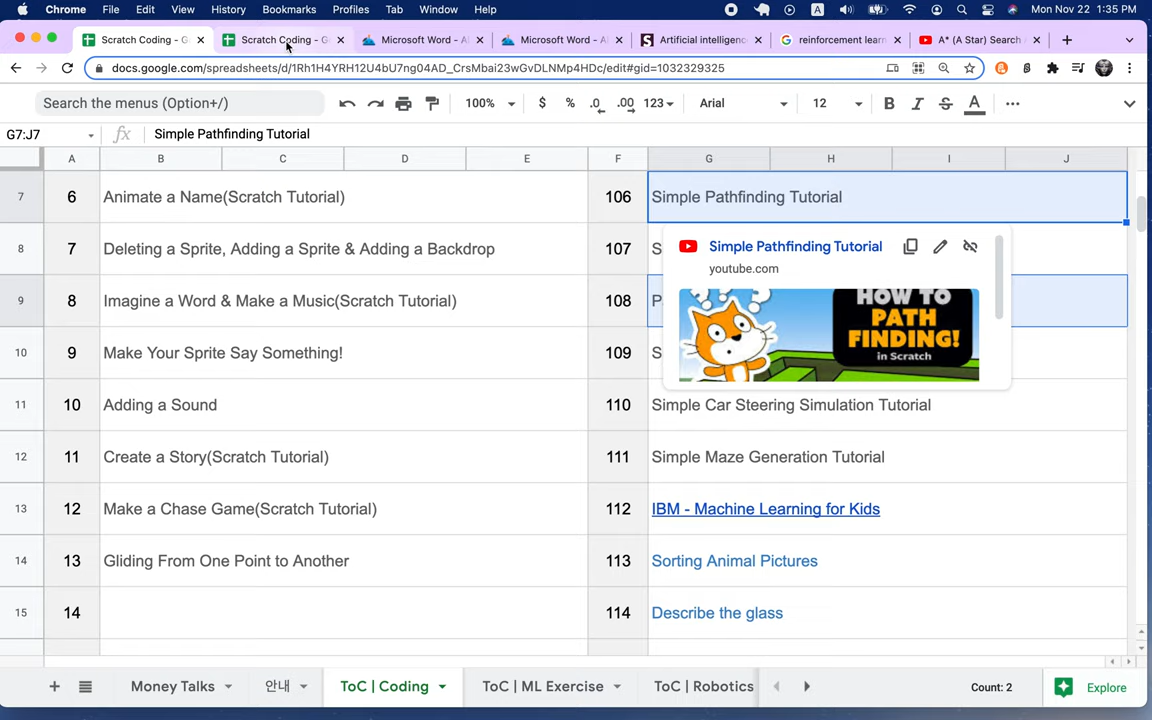 Chrome File Edit View History Bookmarks Profiles Tab Window Help A Mon Nov 22 1:35 PM
Scratch Coding - G Scratch Coding - G Microsoft Word - A Microsoft Word - A Artificial intelligenc reinforcement lear A* (A Star) Search
docs.google.com/spreadsheets/d/1Rh1H4YRH12U4bU7ng04AD_CrsMbai23wGvDLNMp4HDc/edit#gid=1032329325
Search the menus (Option+/) 100% $ % .0 .00 123 Arial 12 B I S A
G7:J7 fx Simple Pathfinding Tutorial
A B C D E F G H I J
7 6 Animate a Name(Scratch Tutorial) 106 Simple Pathfinding Tutorial
8 7 Deleting a Sprite, Adding a Sprite & Adding a Backdrop 107 S
Simple Pathfinding Tutorial
youtube.com
9 8 Imagine a Word & Make a Music(Scratch Tutorial) 108 P
HOW TO
PATH
FINDING!
in Scratch
10 9 Make Your Sprite Say Something! 109 S
11 10 Adding a Sound 110 Simple Car Steering Simulation Tutorial
12 11 Create a Story(Scratch Tutorial) 111 Simple Maze Generation Tutorial
13 12 Make a Chase Game(Scratch Tutorial) 112 IBM - Machine Learning for Kids
14 13 Gliding From One Point to Another 113 Sorting Animal Pictures
15 14 114 Describe the glass
Money Talks 안내 ToC | Coding ToC | ML Exercise ToC | Robotics Count: 2 Explore